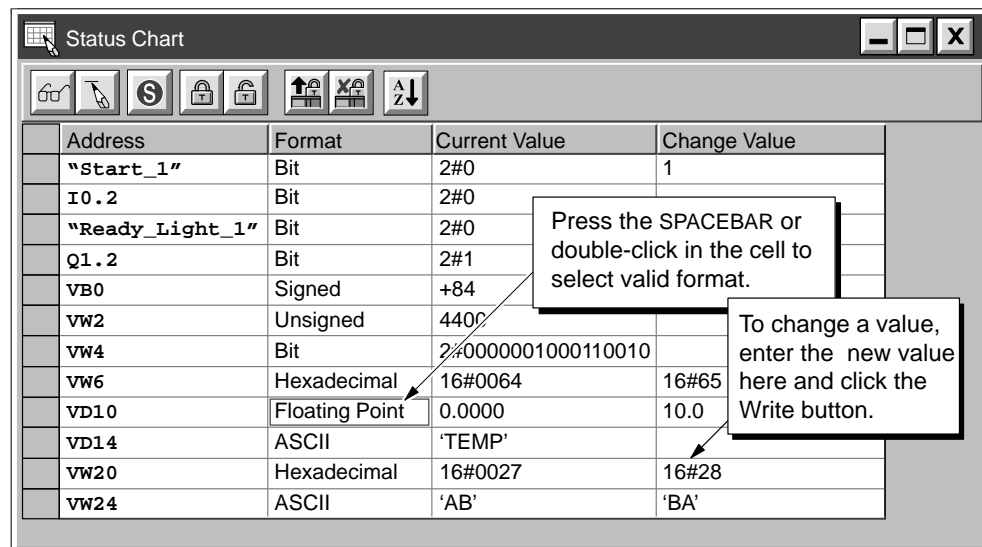 Status Chart
Address Format Current Value Change Value
“Start_1” Bit 2#0 1
I0.2 Bit 2#0
“Ready_Light_1” Bit 2#0
Q1.2 Bit 2#1
VB0 Signed +84
VW2 Unsigned 4400
VW4 Bit 2#0000001000110010
VW6 Hexadecimal 16#0064 16#65
VD10 Floating Point 0.0000 10.0
VD14 ASCII ‘TEMP’
VW20 Hexadecimal 16#0027 16#28
VW24 ASCII ‘AB’ ‘BA’
Press the SPACEBAR or
double-click in the cell to
select valid format.
To change a value,
enter the new value
here and click the
Write button.
S
T
T
A
Z